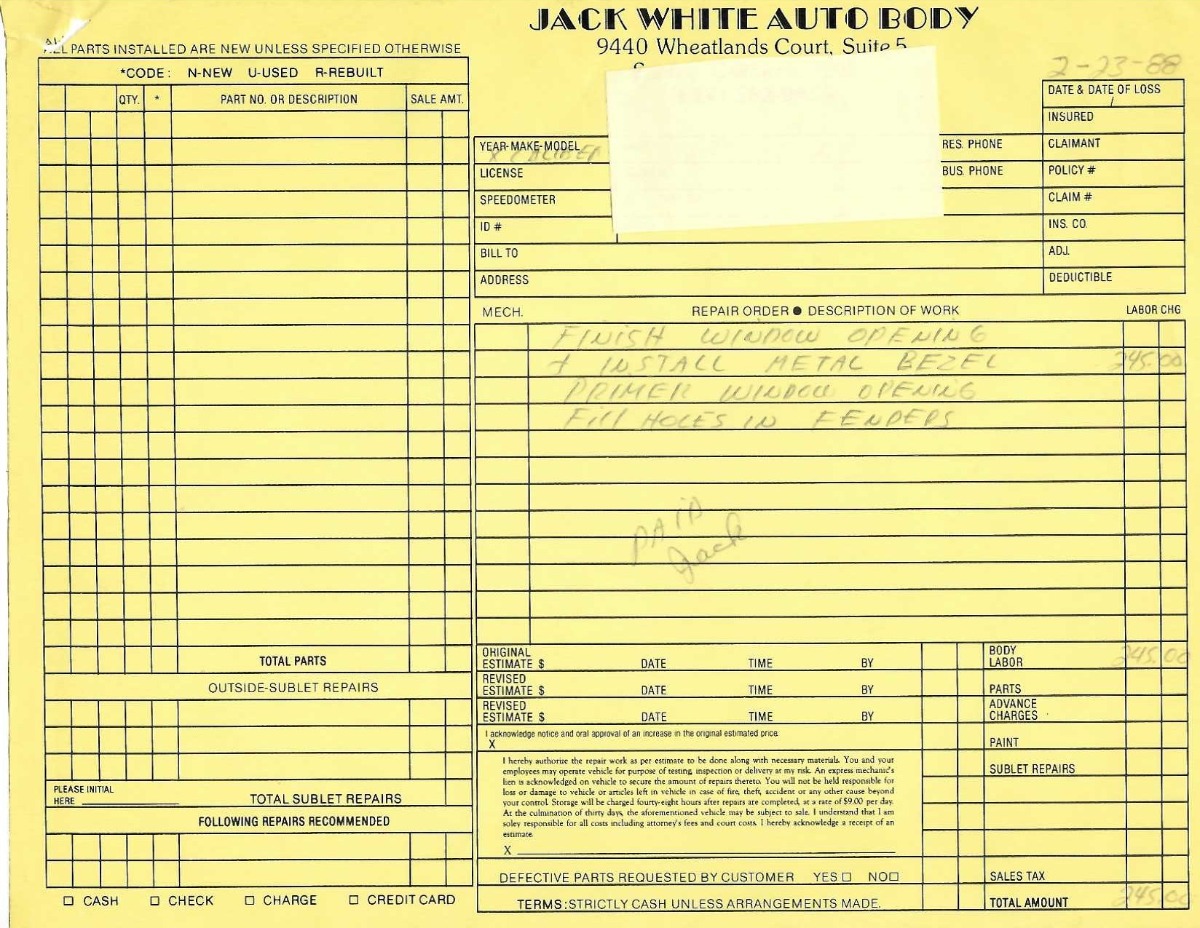 JACK WHITE AUTO BODY
9440 Wheatlands Court, Suite 5
ALL PARTS INSTALLED ARE NEW UNLESS SPECIFIED OTHERWISE
*CODE: N-NEW U-USED R-REBUILT
QTY. * PART NO. OR DESCRIPTION SALE AMT.
2-23-88
DATE & DATE OF LOSS
/
INSURED
YEAR-MAKE-MODEL RES. PHONE CLAIMANT
X CALIBER
LICENSE BUS. PHONE POLICY #
SPEEDOMETER CLAIM #
ID # INS. CO.
BILL TO ADJ.
ADDRESS DEDUCTIBLE
MECH. REPAIR ORDER ● DESCRIPTION OF WORK LABOR CHG
FINISH WINDOW OPENING
+ INSTALL METAL BEZEL 245.00
PRIMER WINDOW OPENING
Fill HOLES IN FENDERS
PAID
Jack
TOTAL PARTS
OUTSIDE-SUBLET REPAIRS
PLEASE INITIAL
HERE
TOTAL SUBLET REPAIRS
FOLLOWING REPAIRS RECOMMENDED
☐ CASH ☐ CHECK ☐ CHARGE ☐ CREDIT CARD
ORIGINAL
ESTIMATE $ DATE TIME BY
REVISED
ESTIMATE $ DATE TIME BY
REVISED
ESTIMATE $ DATE TIME BY
I acknowledge notice and oral approval of an increase in the original estimated price.
X
I hereby authorize the repair work as per estimate to be done along with necessary materials. You and your
employees may operate vehicle for purpose of testing, inspection or delivery at my risk. An express mechanic's
lien is acknowledged on vehicle to secure the amount of repairs thereto. You will not be held responsible for
loss or damage to vehicle or articles left in vehicle in case of fire, theft, accident or any other cause beyond
your control. Storage will be charged fourty-eight hours after repairs are completed, at a rate of $9.00 per day.
At the culmination of thirty days, the aforementioned vehicle may be subject to sale. I understand that I am
soley responsible for all costs including attorney's fees and court costs. I hereby acknowledge a receipt of an
estimate.
X
DEFECTIVE PARTS REQUESTED BY CUSTOMER YES ☐ NO ☐
TERMS: STRICTLY CASH UNLESS ARRANGEMENTS MADE.
BODY
LABOR 245.00
PARTS
ADVANCE
CHARGES
PAINT
SUBLET REPAIRS
SALES TAX
TOTAL AMOUNT 245.00